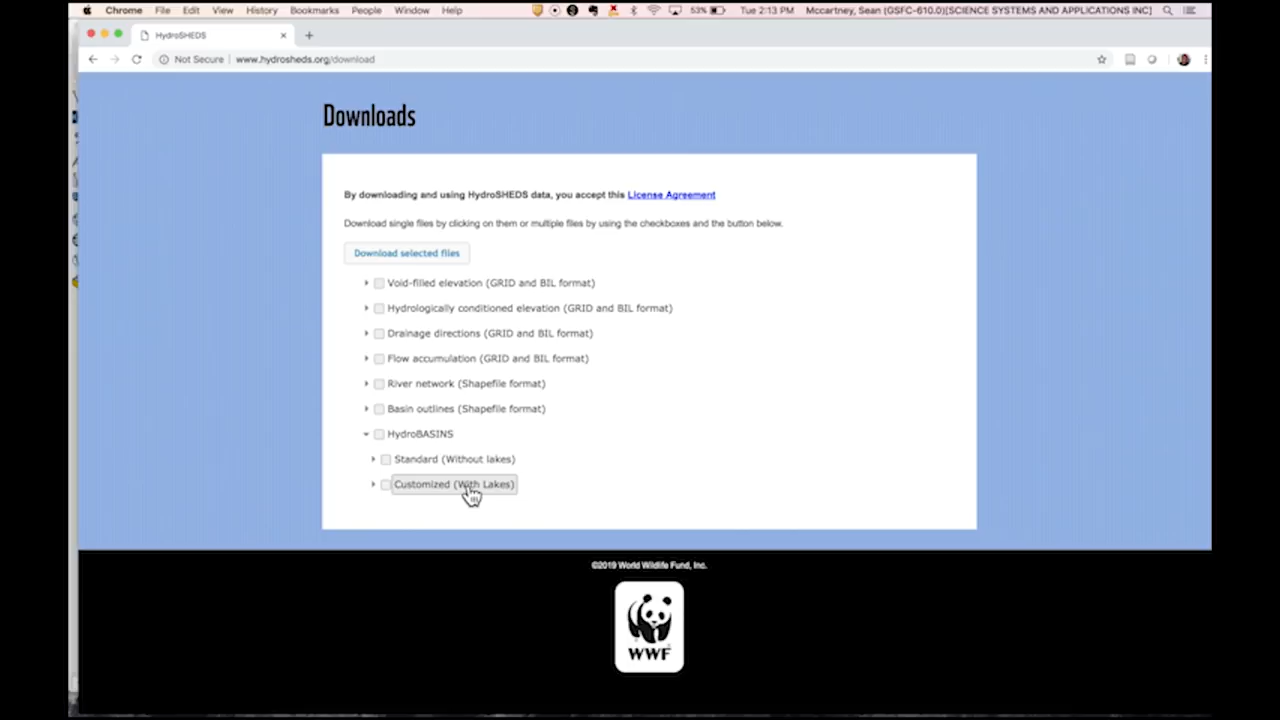 Chrome File Edit View History Bookmarks People Window Help 53% Tue 2:13 PM Mccartney, Sean (GSFC-610.0)[SCIENCE SYSTEMS AND APPLICATIONS INC]
HydroSHEDS
Not Secure www.hydrosheds.org/download
Downloads
By downloading and using HydroSHEDS data, you accept this License Agreement
Download single files by clicking on them or multiple files by using the checkboxes and the button below.
Download selected files
Void-filled elevation (GRID and BIL format)
Hydrologically conditioned elevation (GRID and BIL format)
Drainage directions (GRID and BIL format)
Flow accumulation (GRID and BIL format)
River network (Shapefile format)
Basin outlines (Shapefile format)
HydroBASINS
Standard (Without lakes)
Customized (With Lakes)
©2019 World Wildlife Fund, Inc.
WWF